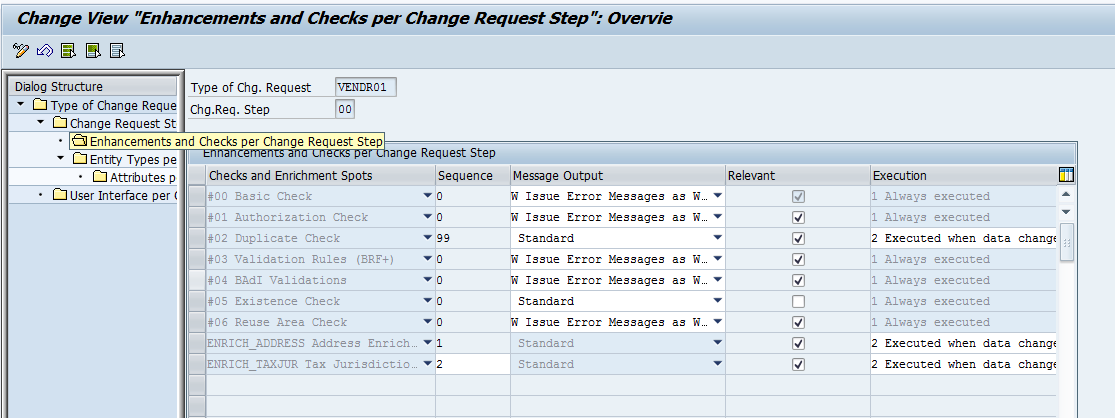 Change View "Enhancements and Checks per Change Request Step": Overvie
Dialog Structure
Type of Change Reque
Change Request St
Enhancements and Checks per Change Request Step
Entity Types pe
Attributes p
User Interface per C
Type of Chg. Request VENDR01
Chg.Req. Step 00
Enhancements and Checks per Change Request Step
Checks and Enrichment Spots Sequence Message Output Relevant Execution
#00 Basic Check 0 W Issue Error Messages as W… 1 Always executed
#01 Authorization Check 0 W Issue Error Messages as W… 1 Always executed
#02 Duplicate Check 99 Standard 2 Executed when data change
#03 Validation Rules (BRF+) 0 W Issue Error Messages as W… 1 Always executed
#04 BAdI Validations 0 W Issue Error Messages as W… 1 Always executed
#05 Existence Check 0 Standard 1 Always executed
#06 Reuse Area Check 0 W Issue Error Messages as W… 1 Always executed
ENRICH_ADDRESS Address Enrich… 1 Standard 2 Executed when data change
ENRICH_TAXJUR Tax Jurisdictio… 2 Standard 2 Executed when data change